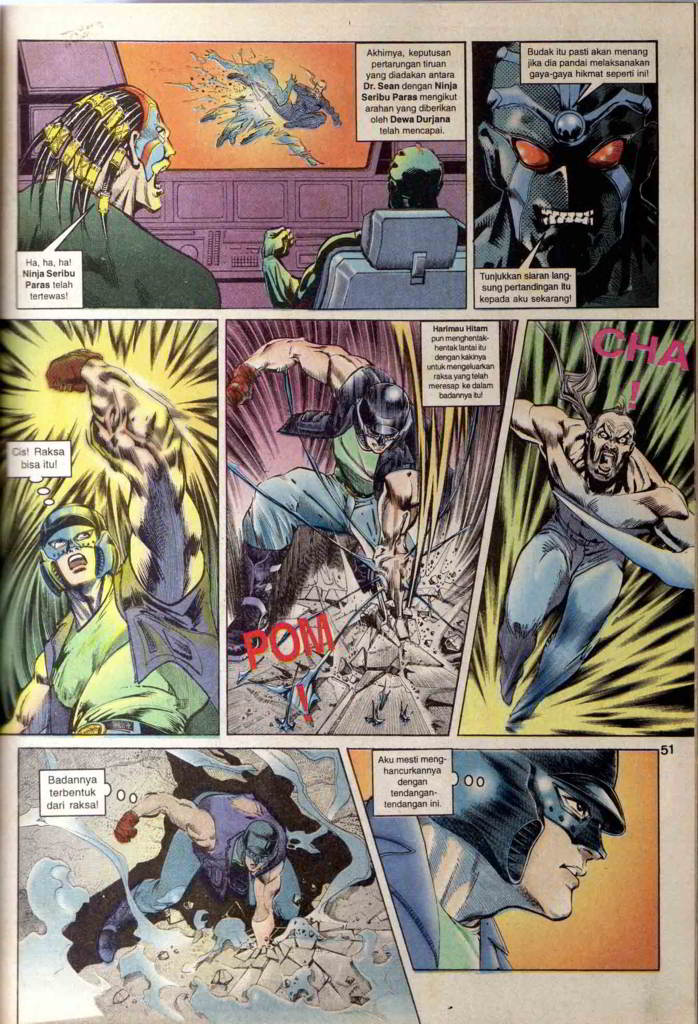 Akhirnya, keputusan
pertarungan tiruan
yang diadakan antara
Dr. Sean dengan Ninja
Seribu Paras mengikut
arahan yang diberikan
oleh Dewa Durjana
telah mencapai.
Ha, ha, ha!
Ninja Seribu
Paras telah
tertewas!
Budak itu pasti akan menang
jika dia pandai melaksanakan
gaya-gaya hikmat seperti ini!
Tunjukkan siaran lang-
sung pertandingan itu
kepada aku sekarang!
Cis! Raksa
bisa itu!
Harimau Hitam
pun menghentak-
hentak lantai itu
dengan kakinya
untuk mengeluarkan
raksa yang telah
meresap ke dalam
badannya itu!
POM
!
CHA
!
51
Badannya
terbentuk
dari raksa!
Aku mesti meng-
hancurkannya
dengan
tendangan-
tendangan ini.